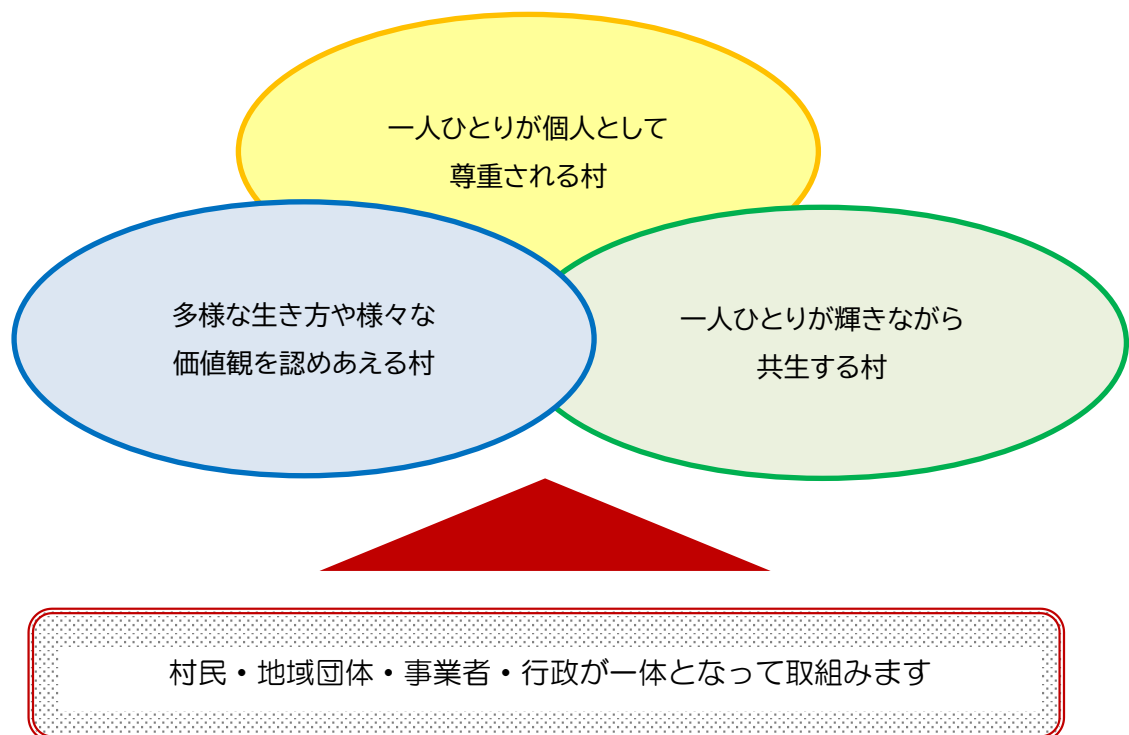 一人ひとりが個人として
尊重される村
多様な生き方や様々な
価値観を認めあえる村
一人ひとりが輝きながら
共生する村
村民・地域団体・事業者・行政が一体となって取組みます